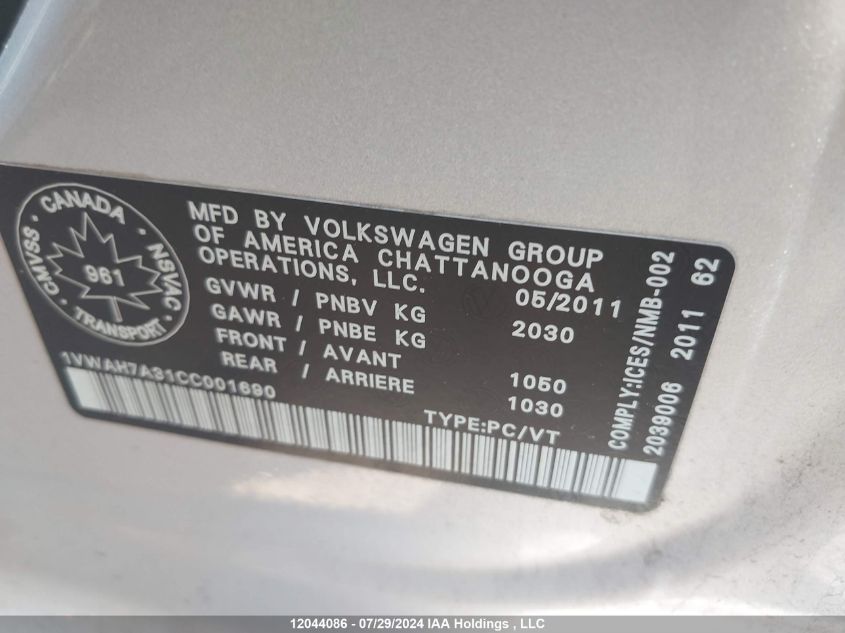 MFD BY VOLKSWAGEN GROUP
OF AMERICA CHATTANOOGA
OPERATIONS, LLC.
05/2011
GVWR / PNBV KG 2030
GAWR / PNBE KG
FRONT / AVANT 1050
REAR / ARRIERE 1030
1VWAH7A31CC001690
TYPE:PC/VT
CANADA
CMVSS · NSVAC
961
TRANSPORT
COMPLY:ICES/NMB-002
2039006 2011 62
12044086 - 07/29/2024 IAA Holdings , LLC